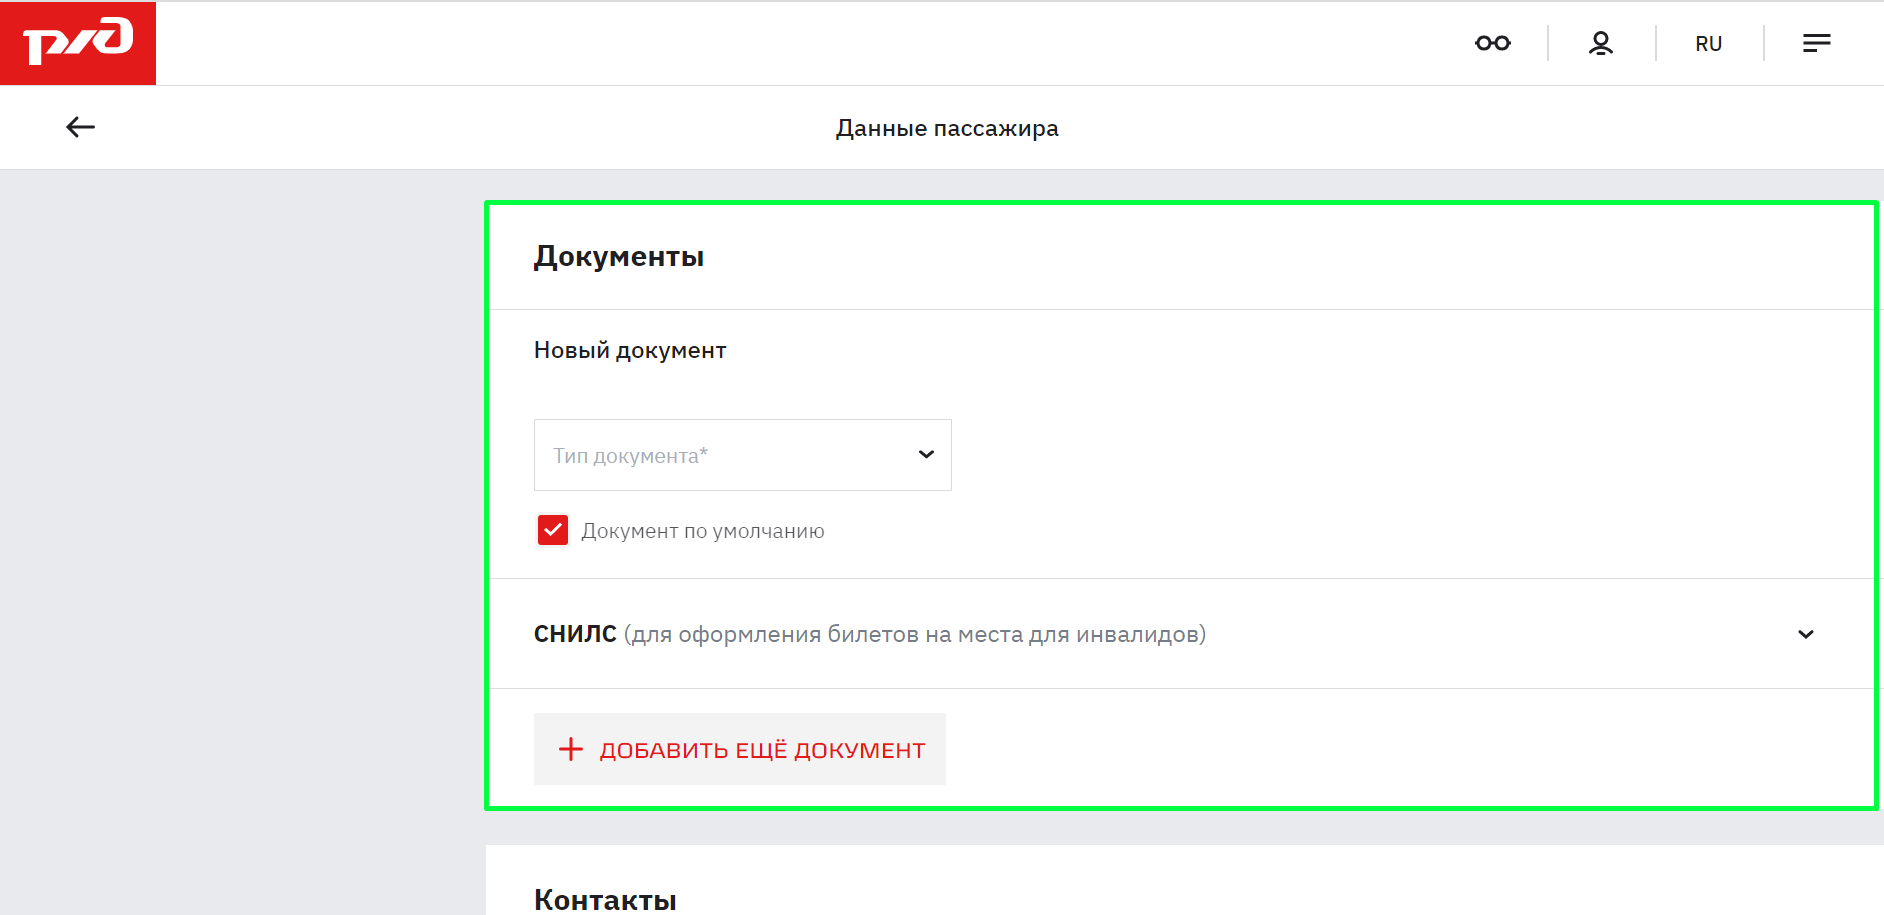 ржд
RU
Данные пассажира
Документы
Новый документ
Тип документа*
Документ по умолчанию
СНИЛС (для оформления билетов на места для инвалидов)
ДОБАВИТЬ ЕЩЁ ДОКУМЕНТ
Контакты